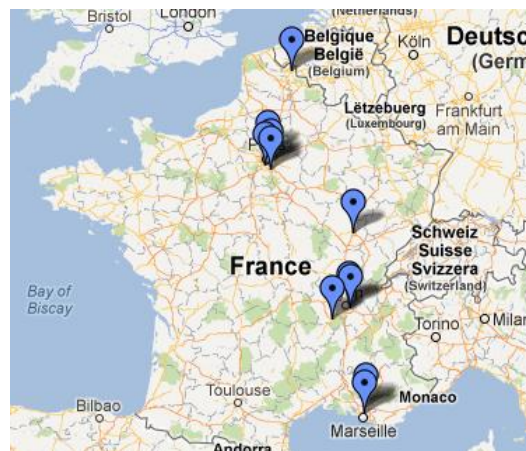 Bristol
London
(Netherlands)
Belgique
België
(Belgium)
Köln
Deutsc
(Germ
Lëtzebuerg
(Luxembourg)
Frankfurt
am Main
France
Schweiz
Suisse
Svizzera
(Switzerland)
Bay of
Biscay
Torino
Milan
Toulouse
Monaco
Bilbao
Marseille
Andorra